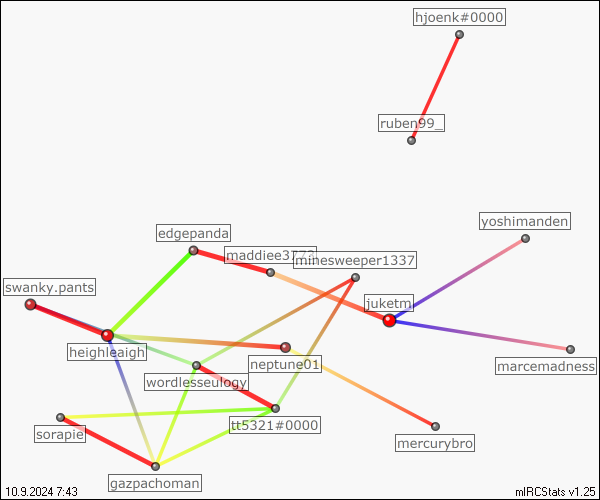 hjoenk#0000
ruben99_
yoshimanden
edgepanda
maddiee3773
minesweeper1337
swanky.pants
juketm
heighleaigh
neptune01
marcemadness
wordlesseulogy
tt5321#0000
sorapie
mercurybro
gazpachoman
10.9.2024 7:43
mIRCStats v1.25